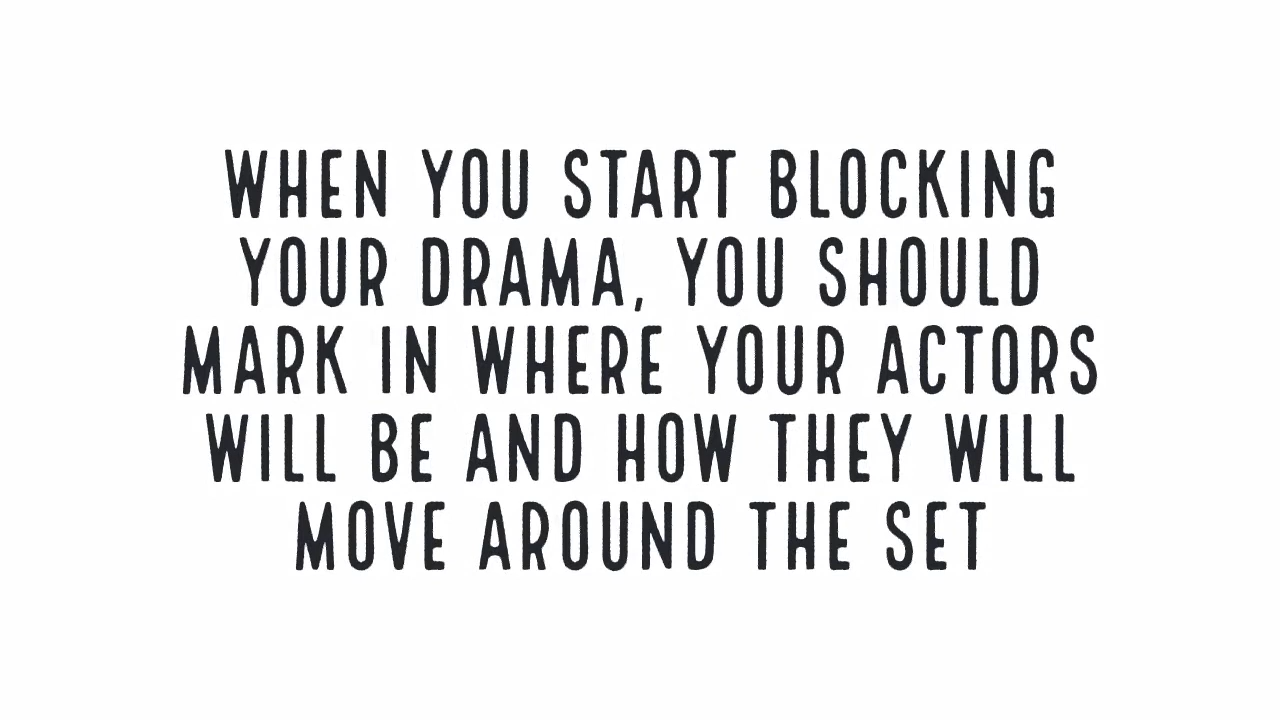 WHEN YOU START BLOCKING
YOUR DRAMA, YOU SHOULD
MARK IN WHERE YOUR ACTORS
WILL BE AND HOW THEY WILL
MOVE AROUND THE SET